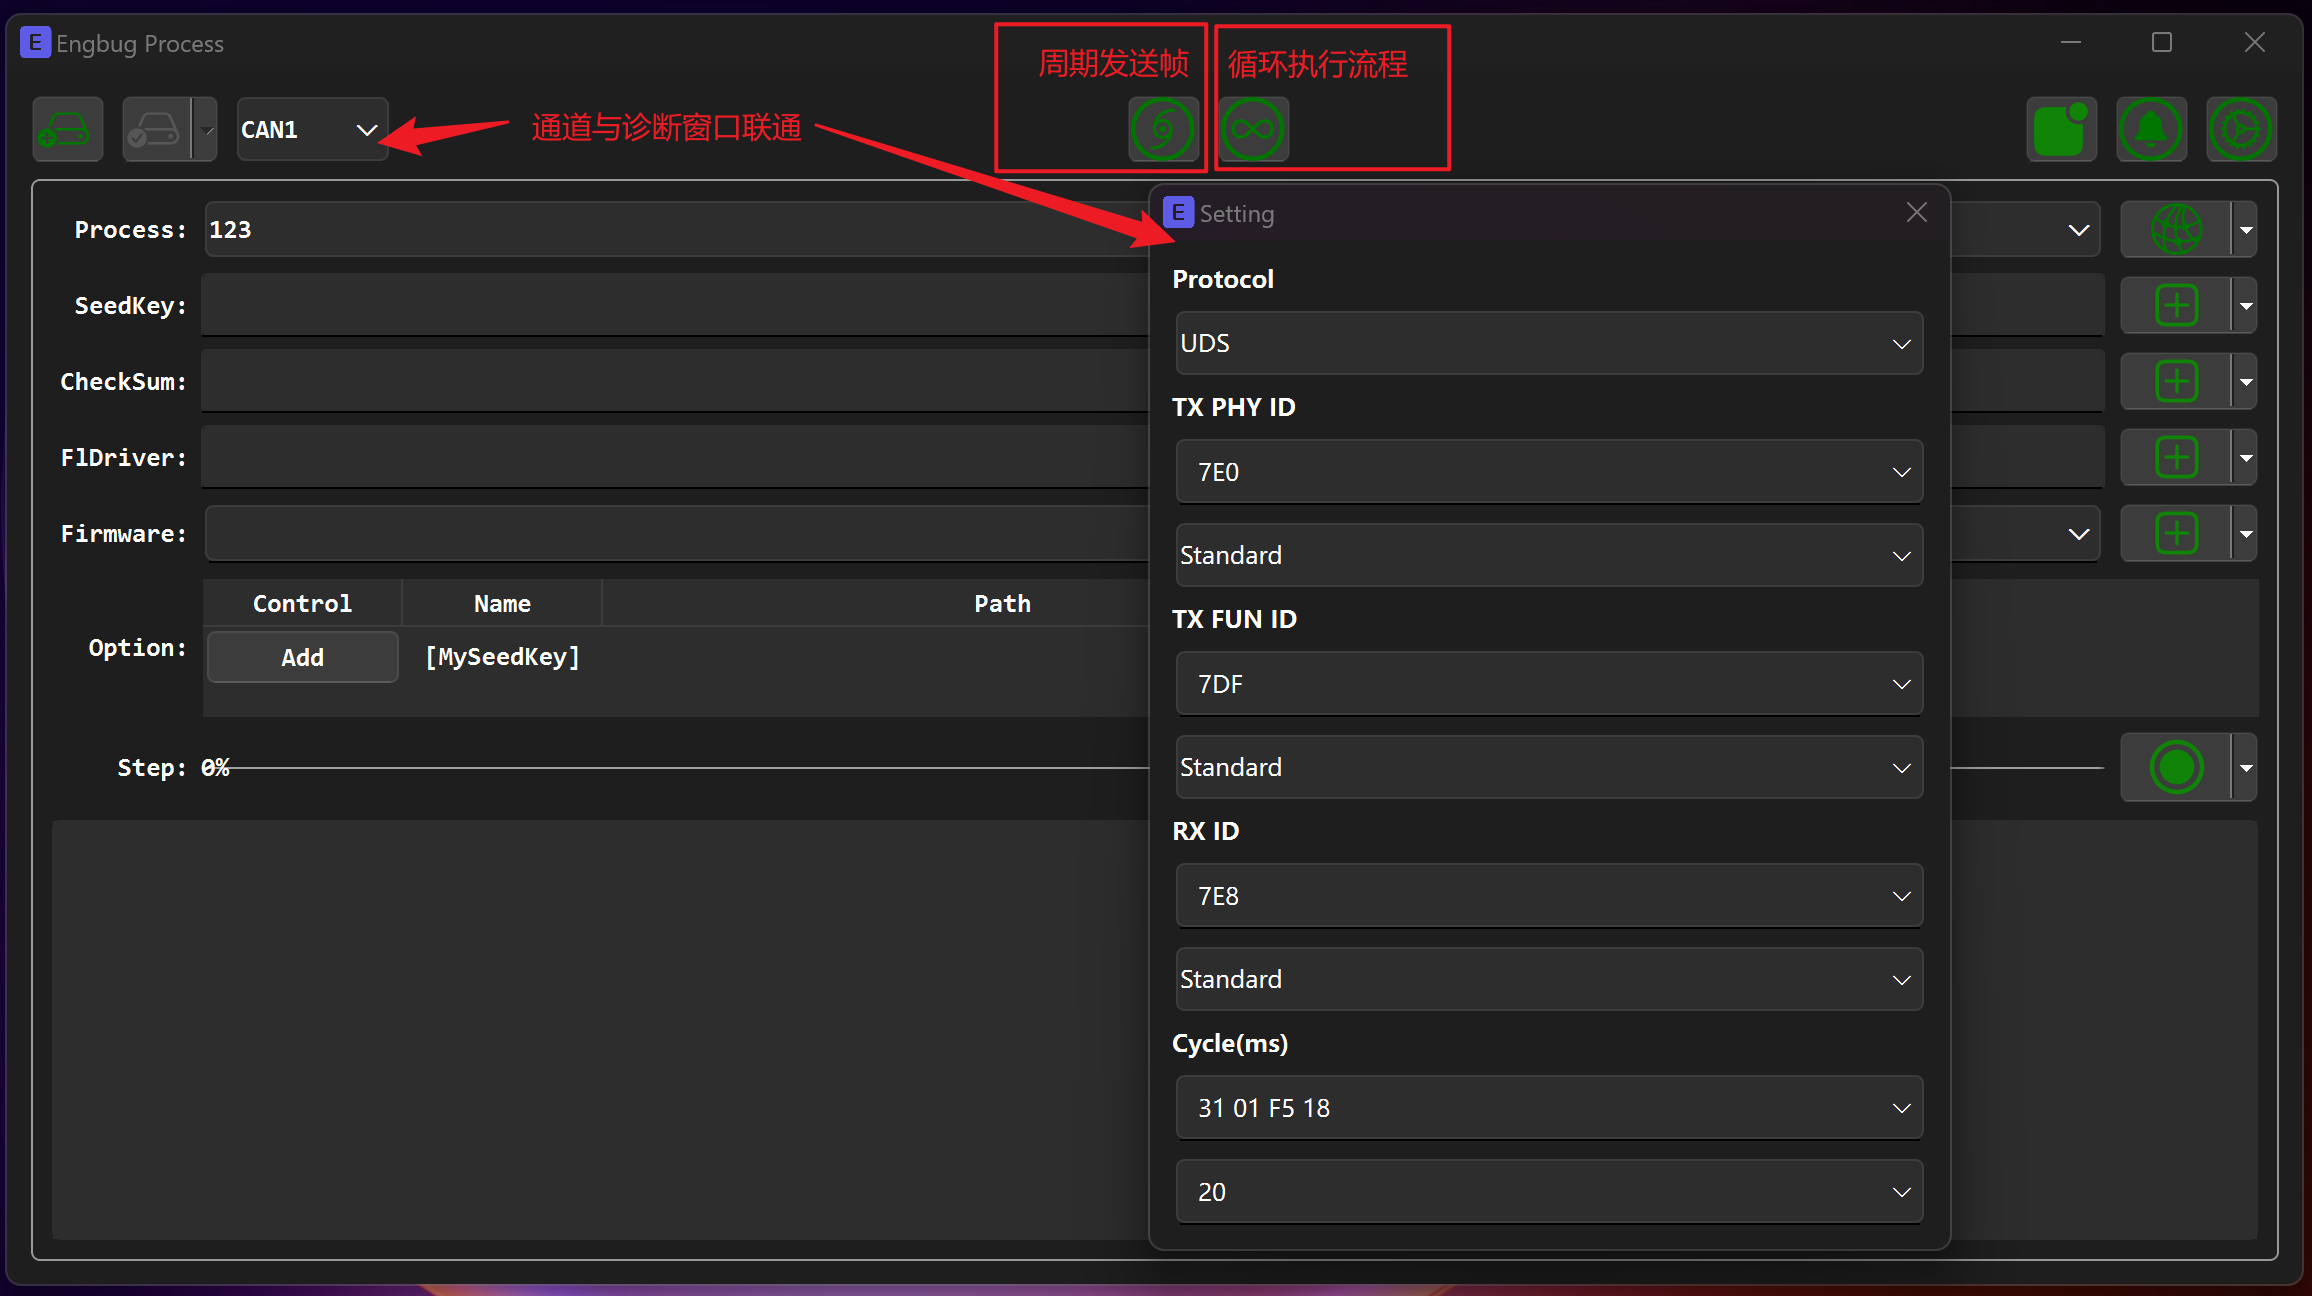 E Engbug Process
周期发送帧
循环执行流程
CAN1
通道与诊断窗口联通
Process: 123
SeedKey:
CheckSum:
FlDriver:
Firmware:
Option:
Control Name Path
Add [MySeedKey]
Step: 0%
E Setting
Protocol
UDS
TX PHY ID
7E0
Standard
TX FUN ID
7DF
Standard
RX ID
7E8
Standard
Cycle(ms)
31 01 F5 18
20